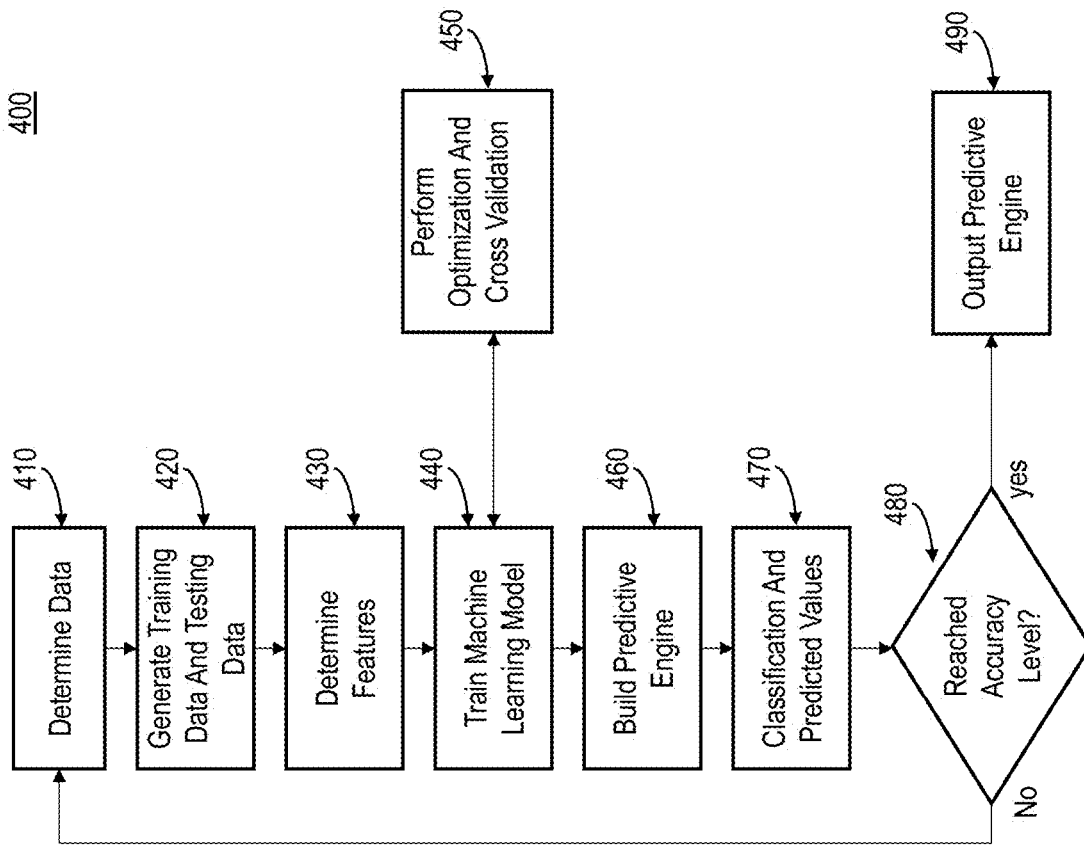 400
410
Determine Data
420
Generate Training
Data And Testing
Data
430
Determine
Features
440
Train Machine
Learning Model
450
Perform
Optimization And
Cross Validation
460
Build Predictive
Engine
470
Classification And
Predicted Values
480
Reached
Accuracy
Level?
No
yes
490
Output Predictive
Engine